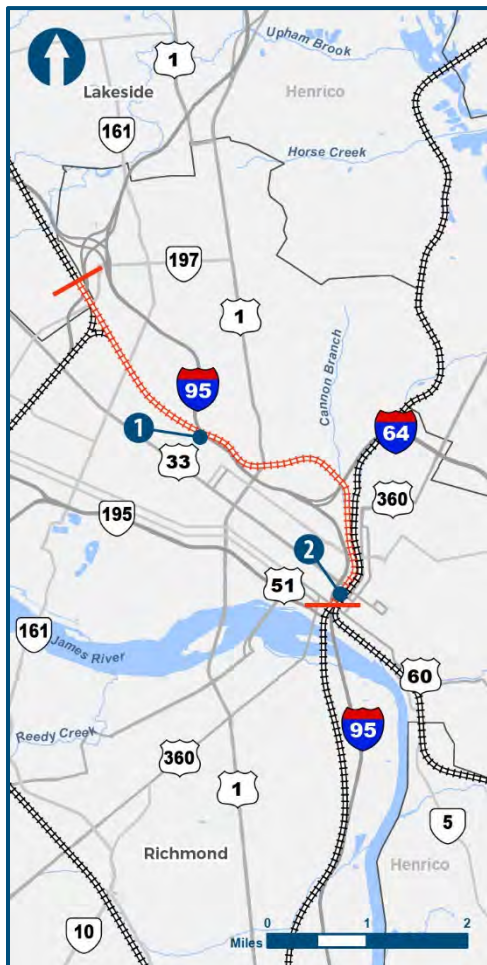 1
Upham Brook
Lakeside
Henrico
161
Horse Creek
197
1
Cannon Branch
95
1
64
33
360
195
2
51
161
James River
60
Reedy Creek
95
360
1
5
Richmond
Henrico
10
0 1 2
Miles